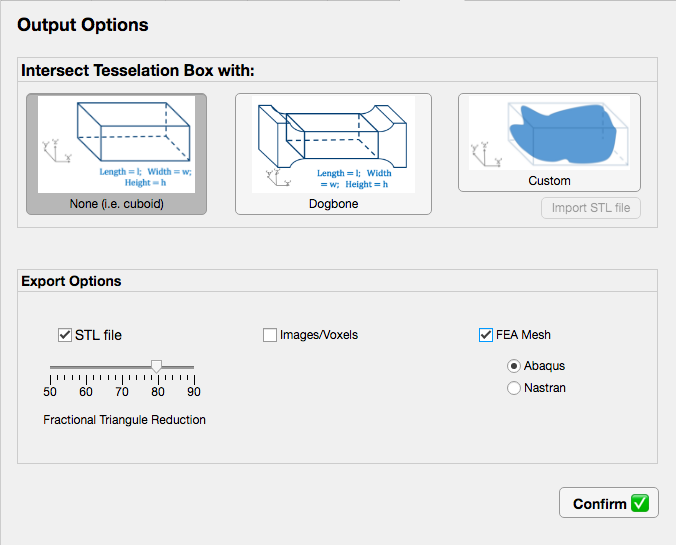 Output Options
Intersect Tesselation Box with:
Length = l; Width = w;
Height = h
None (i.e. cuboid)
Length = l; Width
= w; Height = h
Dogbone
Custom
Import STL file
Export Options
STL file
Images/Voxels
FEA Mesh
Abaqus
Nastran
50 60 70 80 90
Fractional Triangule Reduction
Confirm